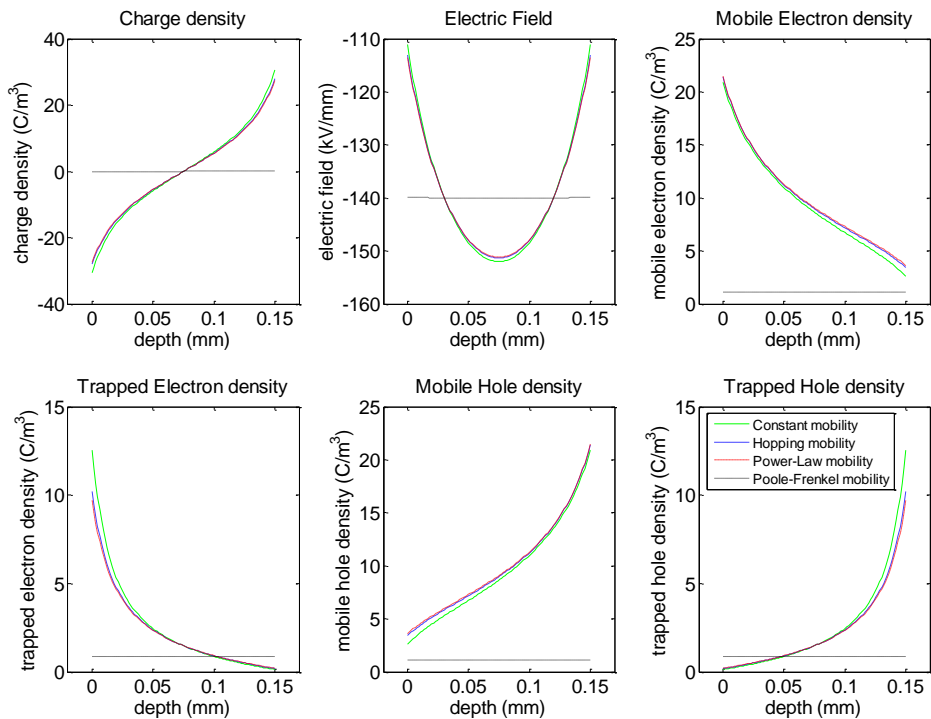 Charge density
Electric Field
Mobile Electron density
charge density (C/m³)
40
20
0
-20
-40
0 0.05 0.1 0.15
depth (mm)
electric field (kV/mm)
-110
-120
-130
-140
-150
-160
0 0.05 0.1 0.15
depth (mm)
mobile electron density (C/m³)
25
20
15
10
5
0
0 0.05 0.1 0.15
depth (mm)
Trapped Electron density
Mobile Hole density
Trapped Hole density
trapped electron density (C/m³)
15
10
5
0
0 0.05 0.1 0.15
depth (mm)
mobile hole density (C/m³)
25
20
15
10
5
0
0 0.05 0.1 0.15
depth (mm)
trapped hole density (C/m³)
15
10
5
0
0 0.05 0.1 0.15
depth (mm)
Constant mobility
Hopping mobility
Power-Law mobility
Poole-Frenkel mobility